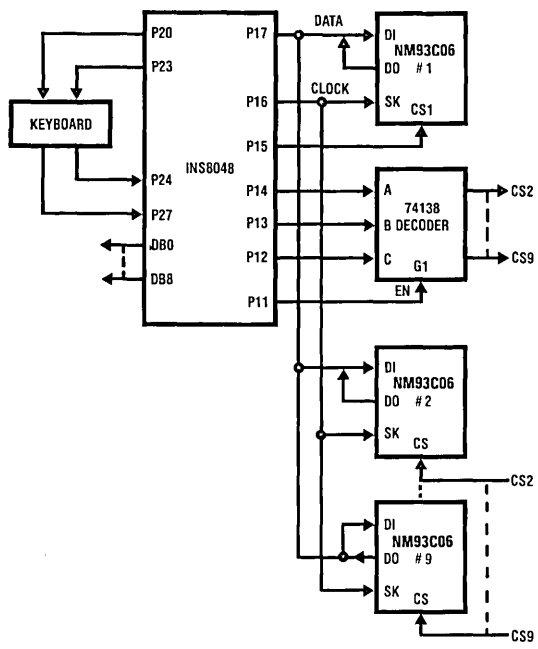 P20
P23
KEYBOARD
P24
P27
DB0
DB8
INS8048
P17
P16
P15
P14
P13
P12
P11
DATA
CLOCK
DI
DO
NM93C06
#1
SK
CS1
A
B
C
74138
DECODER
G1
EN
CS2
CS9
DI
DO
NM93C06
#2
SK
CS
CS2
DI
DO
NM93C06
#9
SK
CS
CS9